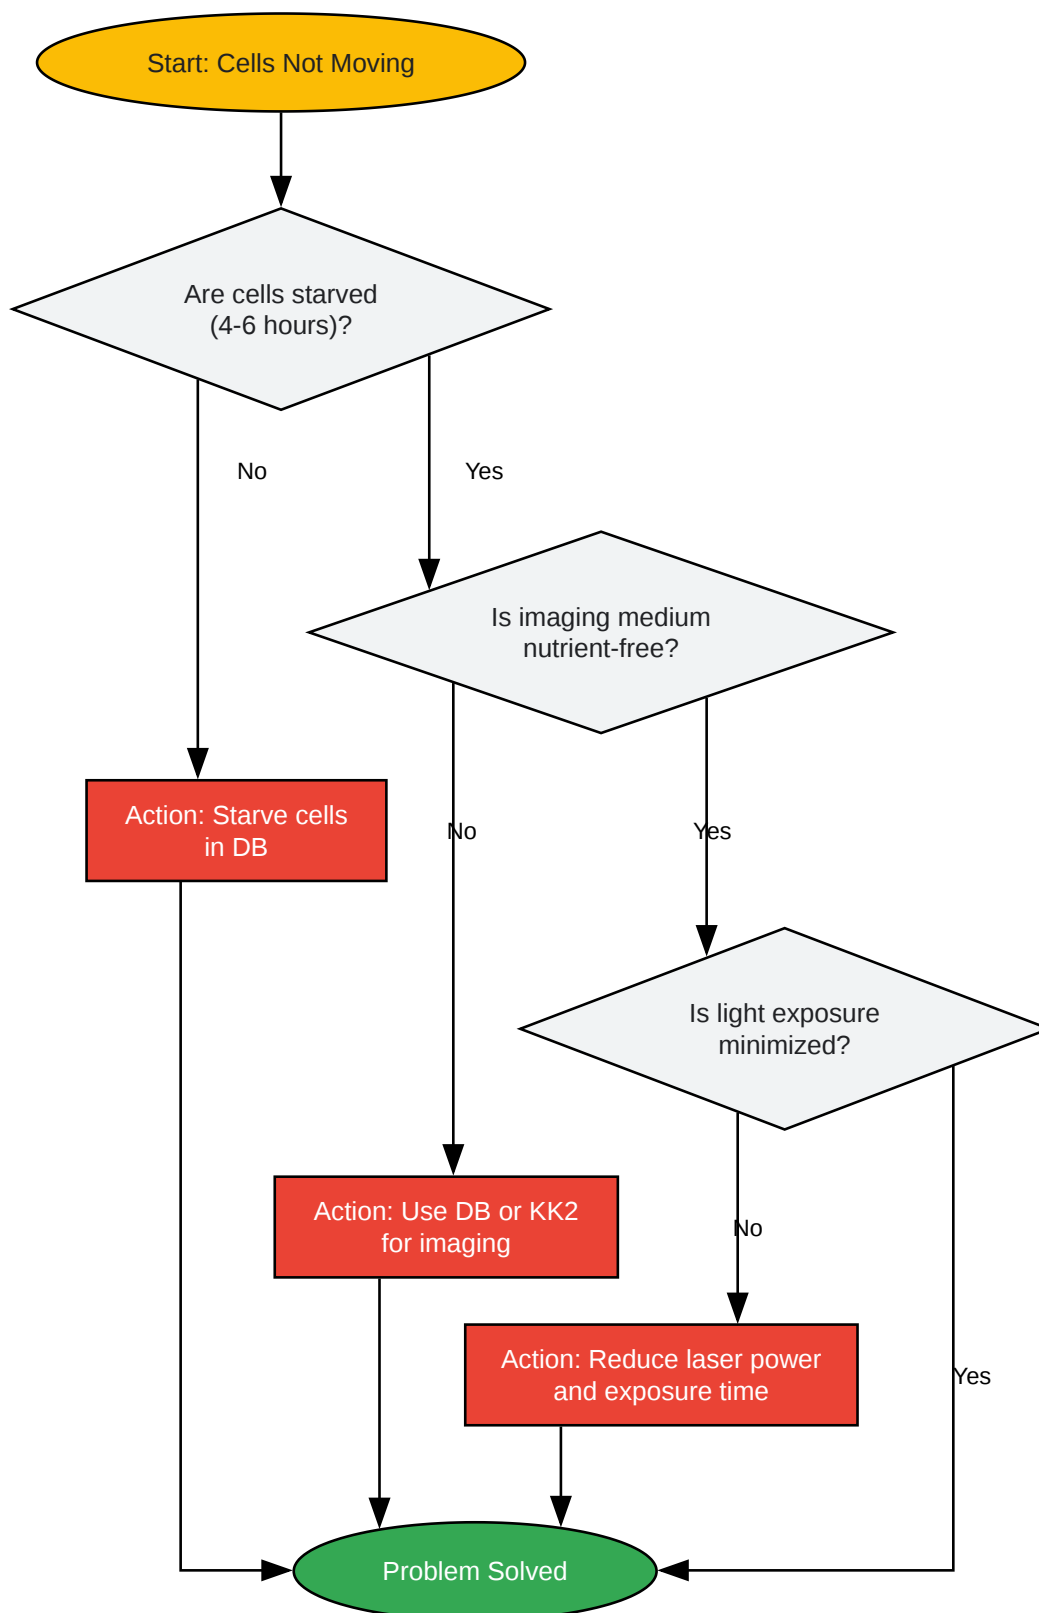 Start: Cells Not Moving
Are cells starved
(4-6 hours)?
No
Yes
Is imaging medium
nutrient-free?
Action: Starve cells
in DB
No
Yes
Is light exposure
minimized?
Action: Use DB or KK2
for imaging
No
Action: Reduce laser power
and exposure time
Yes
Problem Solved